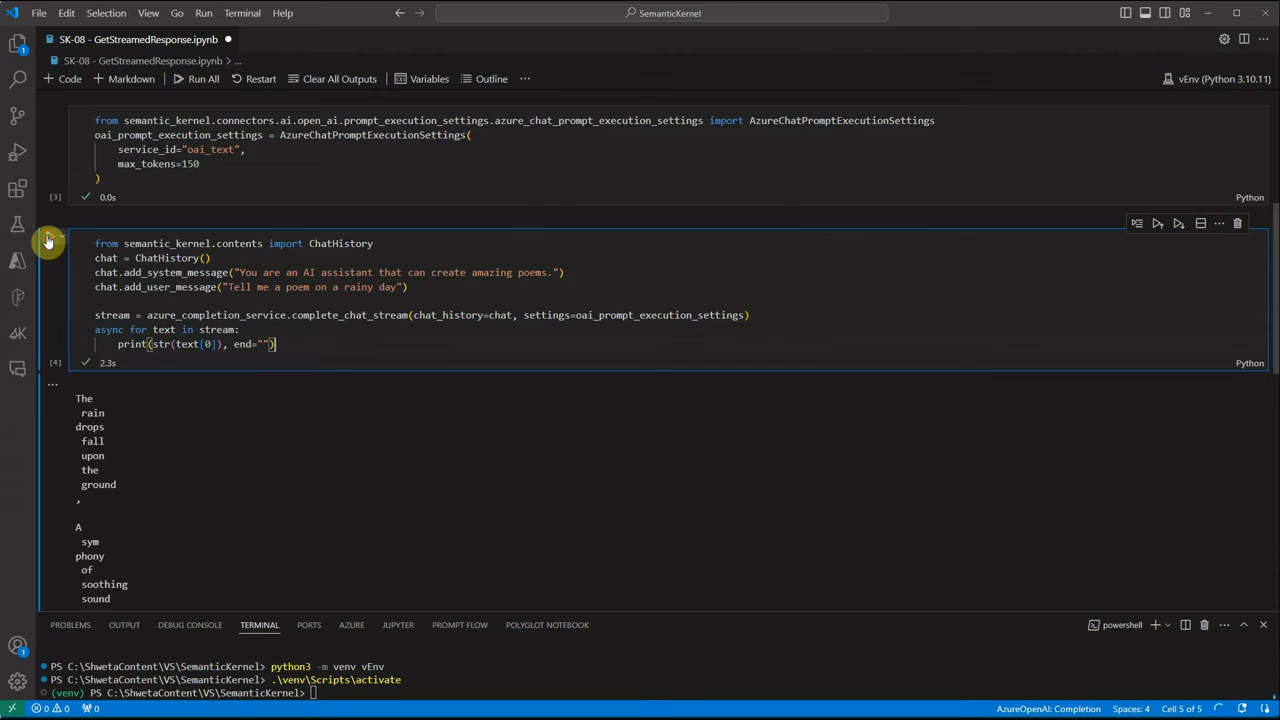 File Edit Selection View Go Run Terminal Help
SemanticKernel
SK-08 - GetStreamedResponse.ipynb
SK-08 - GetStreamedResponse.ipynb > ...
Code Markdown Run All Restart Clear All Outputs Variables Outline ...
vEnv (Python 3.10.11)
from semantic_kernel.connectors.ai.open_ai.prompt_execution_settings.azure_chat_prompt_execution_settings import AzureChatPromptExecutionSettings
oai_prompt_execution_settings = AzureChatPromptExecutionSettings(
service_id="oai_text",
max_tokens=150
)
[3] 0.0s Python
from semantic_kernel.contents import ChatHistory
chat = ChatHistory()
chat.add_system_message("You are an AI assistant that can create amazing poems.")
chat.add_user_message("Tell me a poem on a rainy day")
stream = azure_completion_service.complete_chat_stream(chat_history=chat, settings=oai_prompt_execution_settings)
async for text in stream:
print(str(text[0]), end="")
[4] 2.3s Python
...
The
rain
drops
fall
upon
the
ground
,
A
sym
phony
of
soothing
sound
PROBLEMS OUTPUT DEBUG CONSOLE TERMINAL PORTS AZURE JUPYTER PROMPT FLOW POLYGLOT NOTEBOOK
powershell
PS C:\ShwetaContent\VS\SemanticKernel> python3 -m venv vEnv
PS C:\ShwetaContent\VS\SemanticKernel> .\venv\Scripts\activate
(venv) PS C:\ShwetaContent\VS\SemanticKernel>
0 0 0 AzureOpenAI: Completion Spaces: 4 Cell 5 of 5